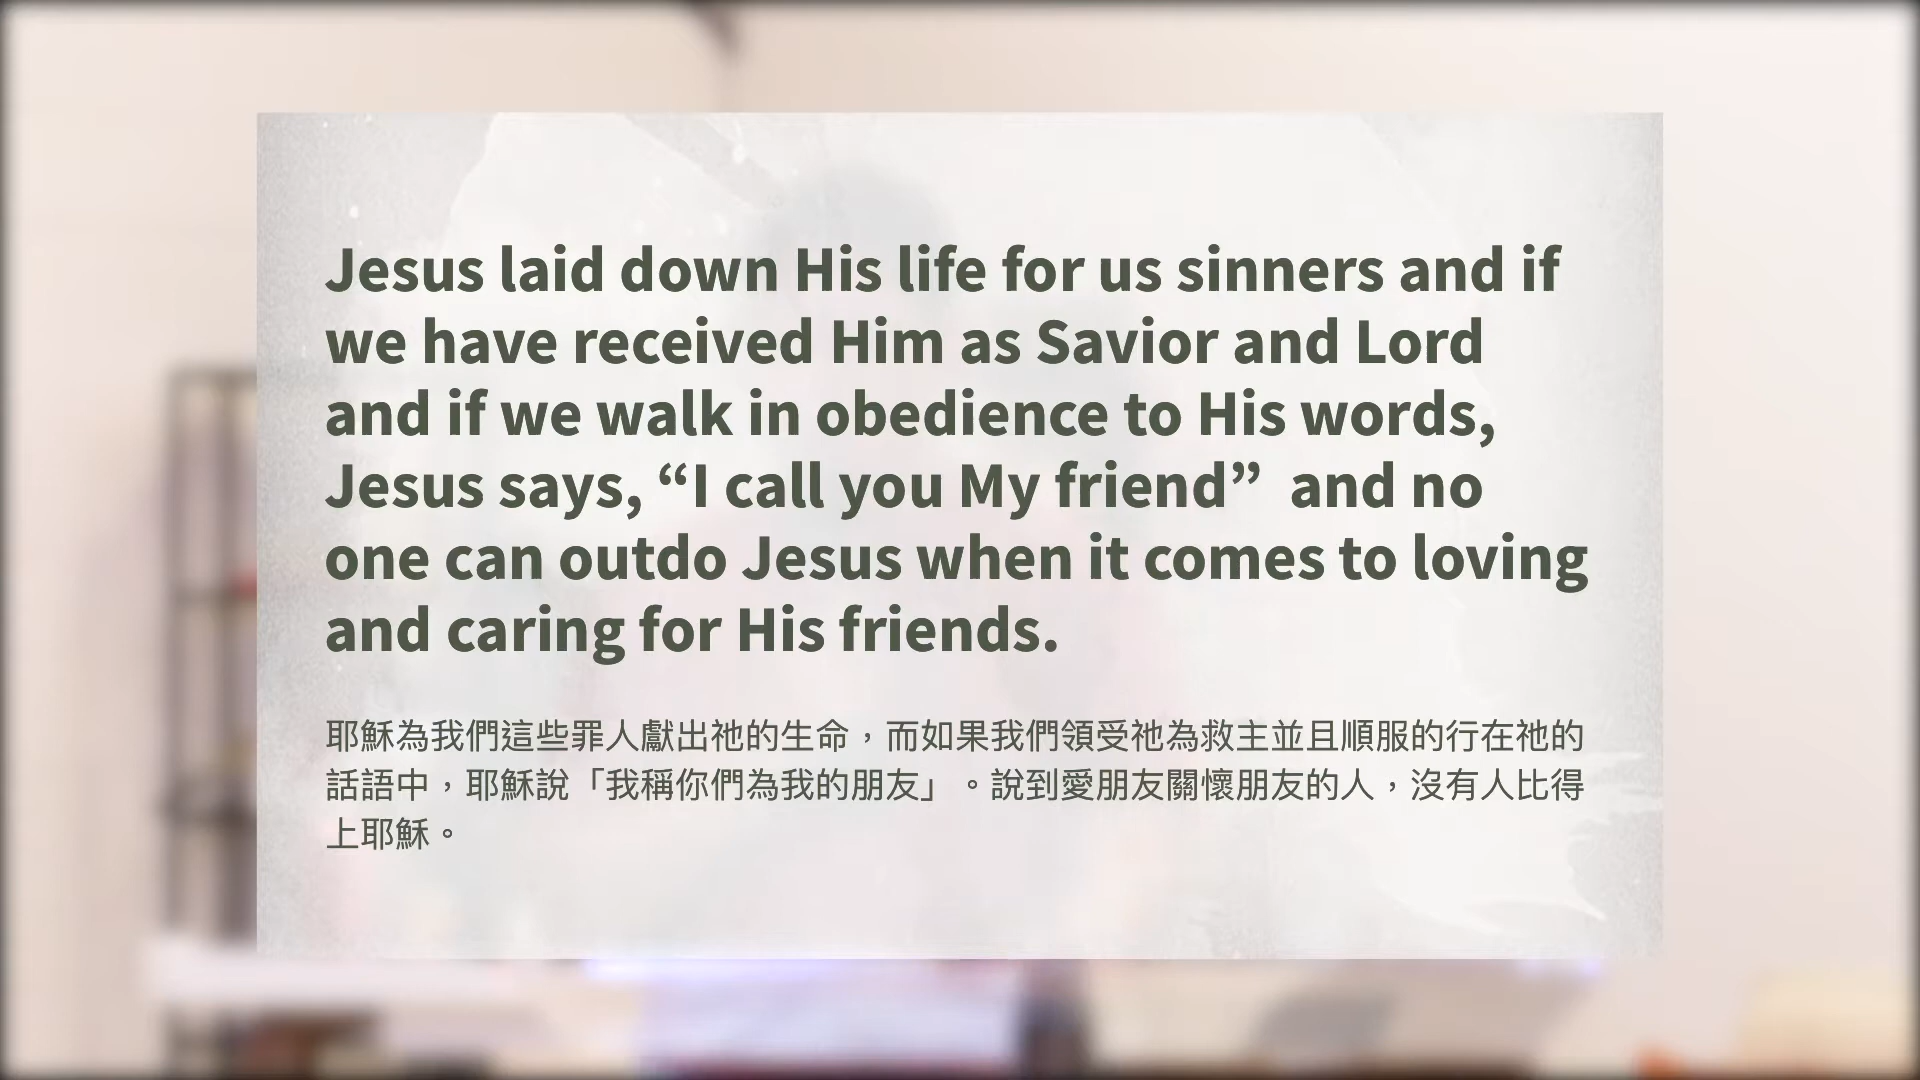 Jesus laid down His life for us sinners and if
we have received Him as Savior and Lord
and if we walk in obedience to His words,
Jesus says, “I call you My friend”  and no
one can outdo Jesus when it comes to loving
and caring for His friends.
耶穌為我們這些罪人獻出祂的生命，而如果我們領受祂為救主並且順服的行在祂的
話語中，耶穌說「我稱你們為我的朋友」。說到愛朋友關懷朋友的人，沒有人比得
上耶穌。